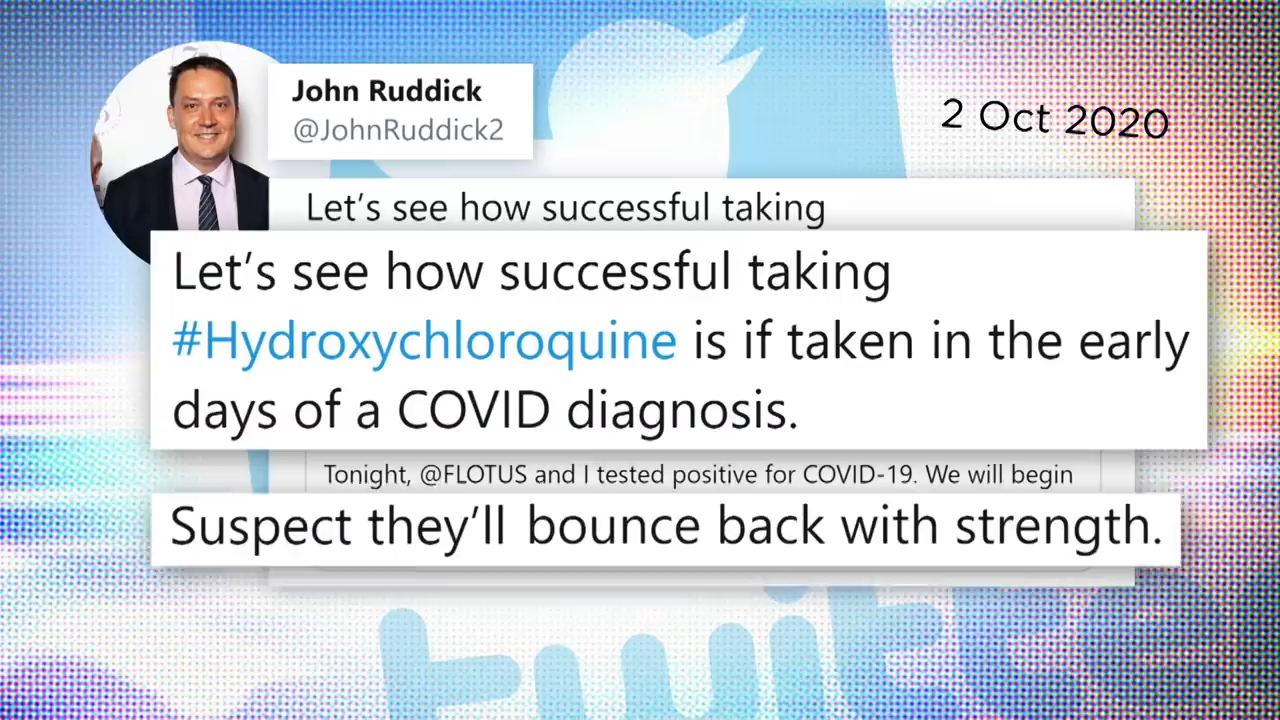 John Ruddick
@JohnRuddick2
2 Oct 2020
Let's see how successful taking
Let's see how successful taking
#Hydroxychloroquine is if taken in the early
days of a COVID diagnosis.
Tonight, @FLOTUS and I tested positive for COVID-19. We will begin
Suspect they'll bounce back with strength.